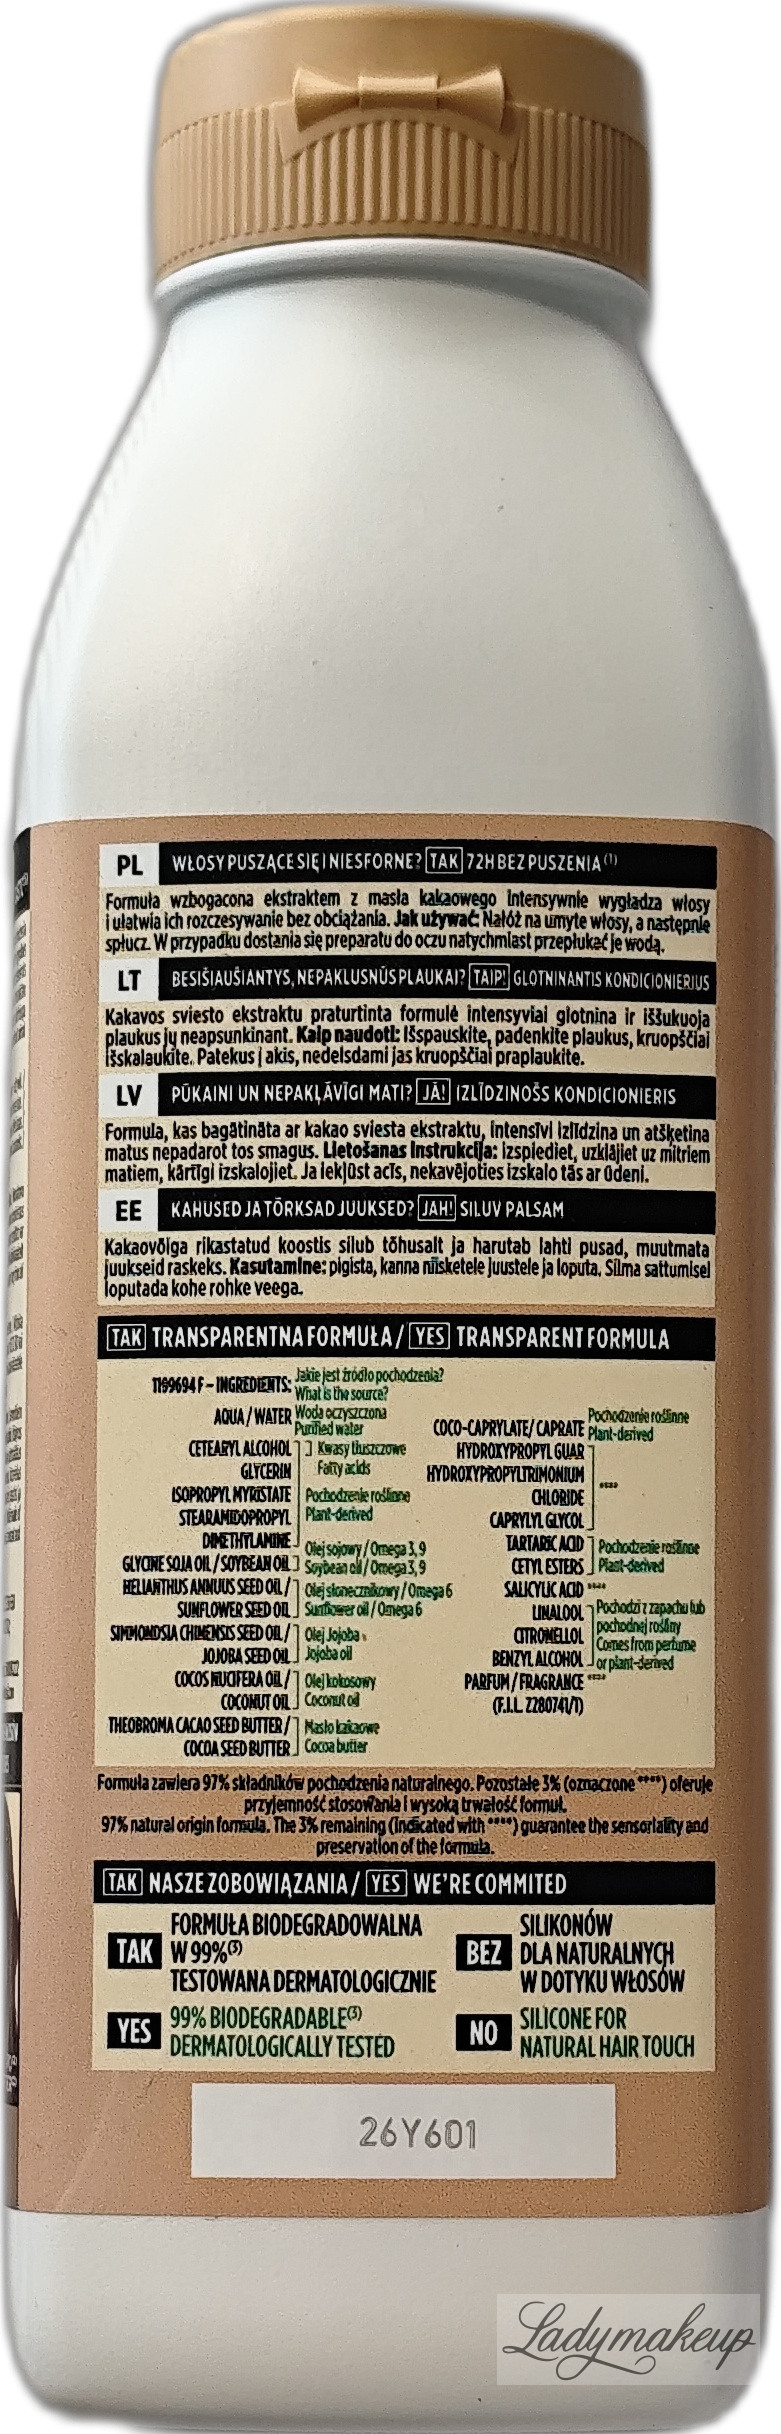 PL WŁOSY PUSZĄCE SIĘ I NIESFORNE? TAK 72H BEZ PUSZENIA (1)
Formuła wzbogacona ekstraktem z masła kakaowego intensywnie wygładza włosy
i ułatwia ich rozczesywanie bez obciążania. Jak używać: Nałóż na umyte włosy, a następnie
spłucz. W przypadku dostania się preparatu do oczu natychmiast przepłukać je wodą.
LT BESIŠIAUŠIANTYS, NEPAKLUSNŪS PLAUKAI? TAIP! GLOTNINANTIS KONDICIONIERIUS
Kakavos sviesto ekstraktu praturtinta formulė intensyviai glotnina ir iššukuoja
plaukus jų neapsunkinant. Kaip naudoti: Išspauskite, padenkite plaukus, kruopščiai
išskalaukite. Patekus į akis, nedelsdami jas kruopščiai praplaukite.
LV PŪKAINI UN NEPAKĻĀVĪGI MATI? JĀ! IZLĪDZINOŠS KONDICIONIERIS
Formula, kas bagātināta ar kakao sviesta ekstraktu, intensīvi izlīdzina un atšķetina
matus nepadarot tos smagus. Lietošanas instrukcija: izspiediet, uzklājiet uz mitriem
matiem, kārtīgi izskalojiet. Ja iekļūst acīs, nekavējoties izskalo tās ar ūdeni.
EE KAHUSED JA TÕRKSAD JUUKSED? JAH! SILUV PALSAM
Kakaovõiga rikastatud koostis silub tõhusalt ja harutab lahti pusad, muutmata
juukseid raskeks. Kasutamine: pigista, kanna niisketele juustele ja loputa. Silma sattumisel
loputada kohe rohke veega.
TAK TRANSPARENTNA FORMUŁA / YES TRANSPARENT FORMULA
1199694 F - INGREDIENTS: Jakie jest źródło pochodzenia?
What is the source?
AQUA / WATER Woda oczyszczona
Purified water
CETEARYL ALCOHOL Kwasy tłuszczowe
GLYCERIN Fatty acids
ISOPROPYL MYRISTATE Pochodzenie roślinne
STEARAMIDOPROPYL Plant-derived
DIMETHYLAMINE
GLYCINE SOJA OIL / SOYBEAN OIL Olej sojowy / Omega 3, 9
Soybean oil / Omega 3, 9
HELIANTHUS ANNUUS SEED OIL / Olej słonecznikowy / Omega 6
SUNFLOWER SEED OIL Sunflower oil / Omega 6
SIMMONDSIA CHINENSIS SEED OIL / Olej Jojoba
JOJOBA SEED OIL Jojoba oil
COCOS NUCIFERA OIL / Olej kokosowy
COCONUT OIL Coconut oil
THEOBROMA CACAO SEED BUTTER / Masło kakaowe
COCOA SEED BUTTER Cocoa butter
COCO-CAPRYLATE/ CAPRATE Pochodzenie roślinne
Plant-derived
HYDROXYPROPYL GUAR
HYDROXYPROPYLTRIMONIUM
CHLORIDE ****
CAPRYLYL GLYCOL
TARTARIC ACID Pochodzenie roślinne
CETYL ESTERS Plant-derived
SALICYLIC ACID ****
LINALOOL Pochodzi z zapachu lub
CITRONELLOL pochodnej rośliny
BENZYL ALCOHOL Comes from perfume
or plant-derived
PARFUM / FRAGRANCE ****
(F.I.L. Z280741/1)
Formuła zawiera 97% składników pochodzenia naturalnego. Pozostałe 3% (oznaczone ****) oferuje
przyjemność stosowania i wysoką trwałość formuł.
97% natural origin formula. The 3% remaining (indicated with ****) guarantee the sensoriality and
preservation of the formula.
TAK NASZE ZOBOWIĄZANIA / YES WE'RE COMMITED
TAK FORMUŁA BIODEGRADOWALNA
W 99%(3)
TESTOWANA DERMATOLOGICZNIE
BEZ SILIKONÓW
DLA NATURALNYCH
W DOTYKU WŁOSÓW
YES 99% BIODEGRADABLE(3)
DERMATOLOGICALLY TESTED
NO SILICONE FOR
NATURAL HAIR TOUCH
26Y601
Ladymakeup